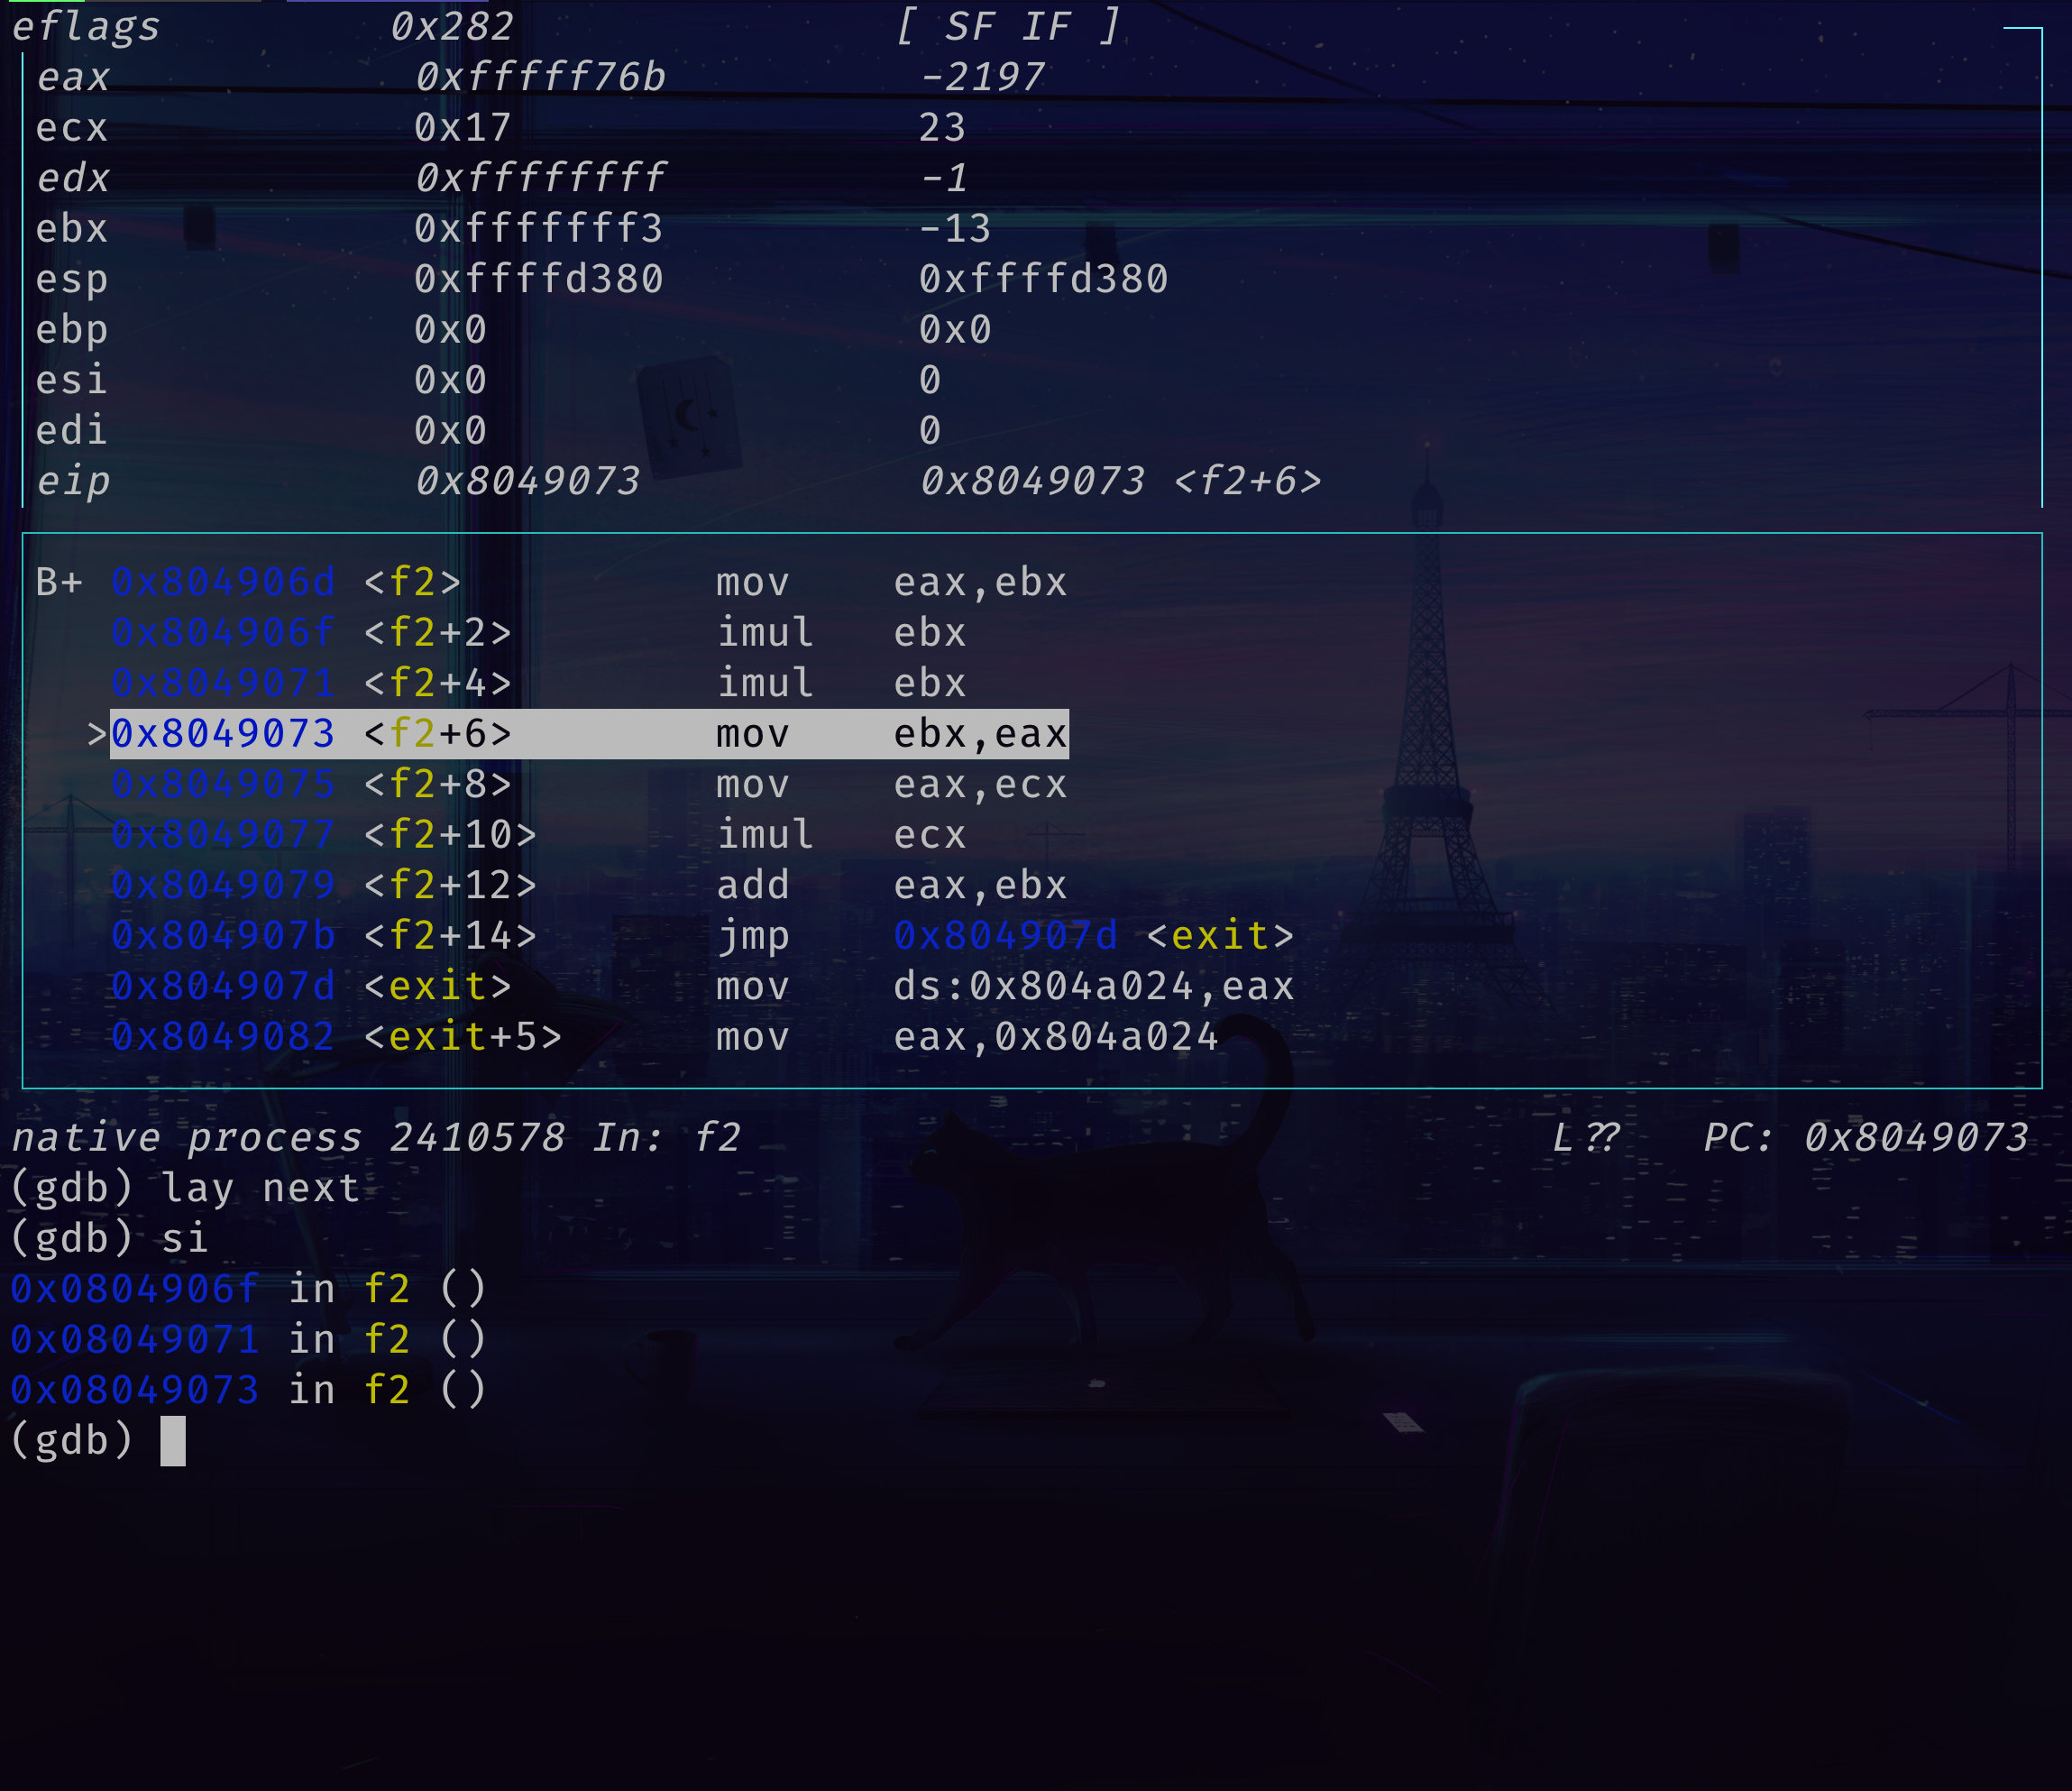 eflags 0x282 [ SF IF ]
eax 0xfffff76b -2197
ecx 0x17 23
edx 0xffffffff -1
ebx 0xfffffff3 -13
esp 0xffffd380 0xffffd380
ebp 0x0 0x0
esi 0x0 0
edi 0x0 0
eip 0x8049073 0x8049073 <f2+6>
B+ 0x804906d <f2> mov eax,ebx
0x804906f <f2+2> imul ebx
0x8049071 <f2+4> imul ebx
>0x8049073 <f2+6> mov ebx,eax
0x8049075 <f2+8> mov eax,ecx
0x8049077 <f2+10> imul ecx
0x8049079 <f2+12> add eax,ebx
0x804907b <f2+14> jmp 0x804907d <exit>
0x804907d <exit> mov ds:0x804a024,eax
0x8049082 <exit+5> mov eax,0x804a024
native process 2410578 In: f2 L?? PC: 0x8049073
(gdb) lay next
(gdb) si
0x0804906f in f2 ()
0x08049071 in f2 ()
0x08049073 in f2 ()
(gdb)